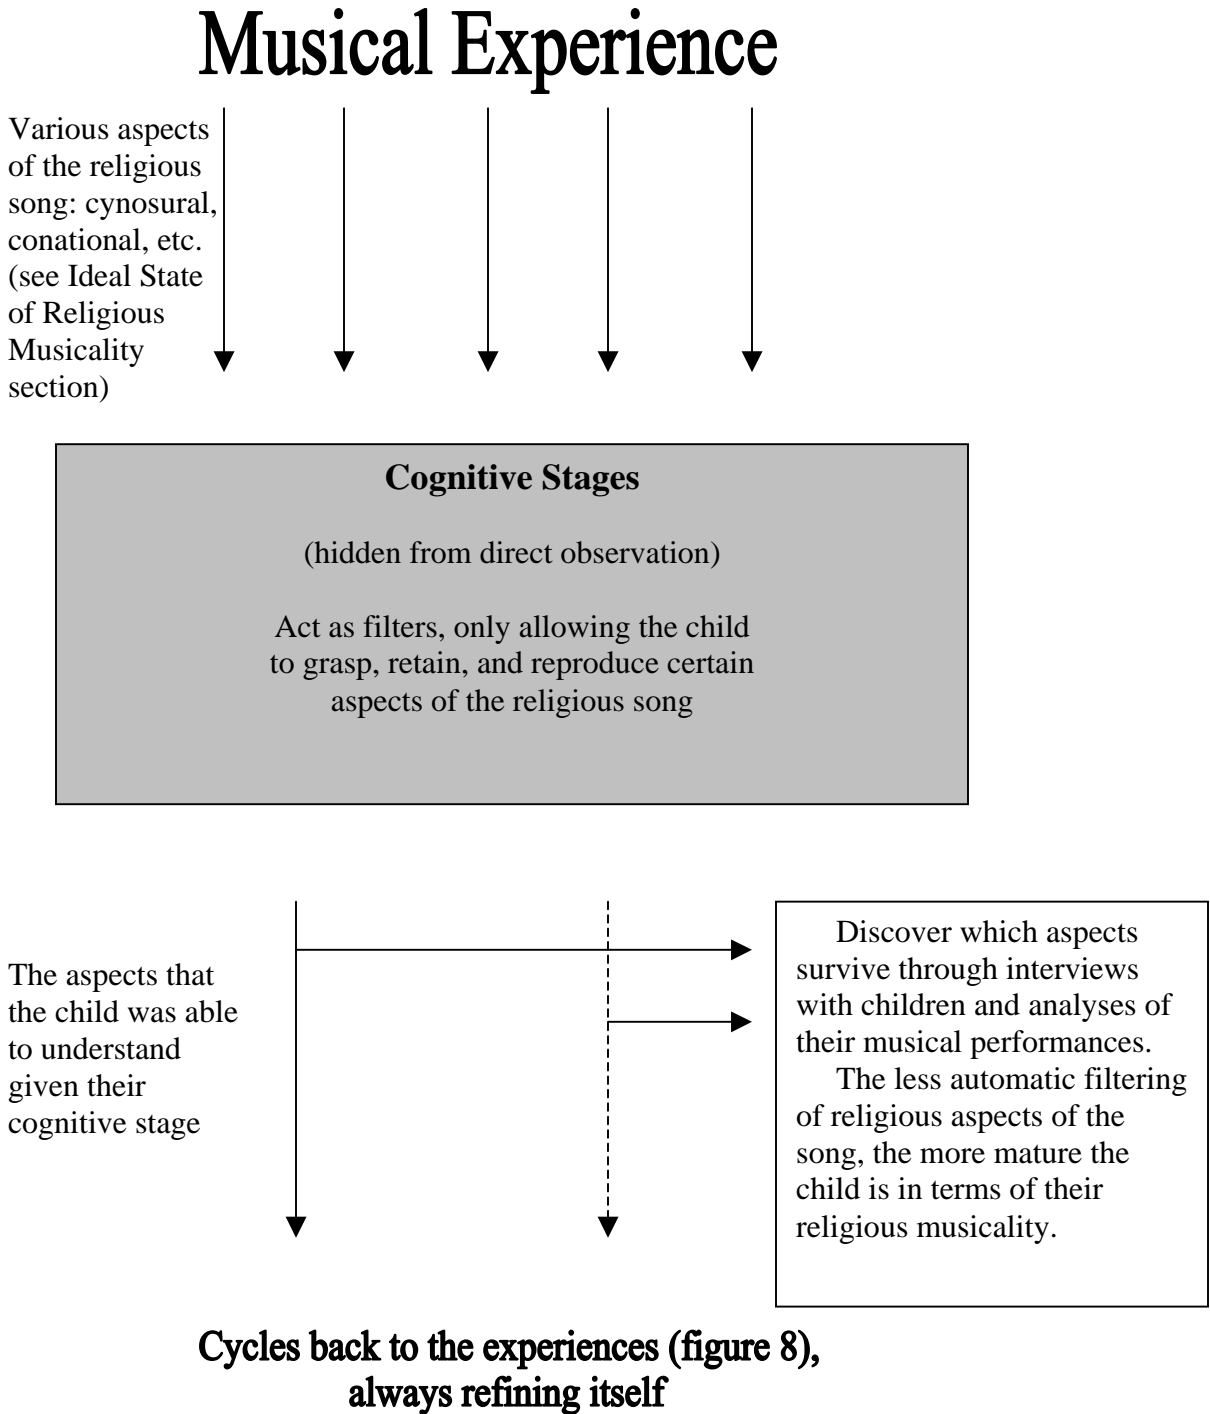 Musical Experience
Various aspects
of the religious
song: cynosural,
conational, etc.
(see Ideal State
of Religious
Musicality
section)
Cognitive Stages
(hidden from direct observation)
Act as filters, only allowing the child
to grasp, retain, and reproduce certain
aspects of the religious song
The aspects that
the child was able
to understand
given their
cognitive stage
Discover which aspects
survive through interviews
with children and analyses of
their musical performances.
The less automatic filtering
of religious aspects of the
song, the more mature the
child is in terms of their
religious musicality.
Cycles back to the experiences (figure 8),
always refining itself